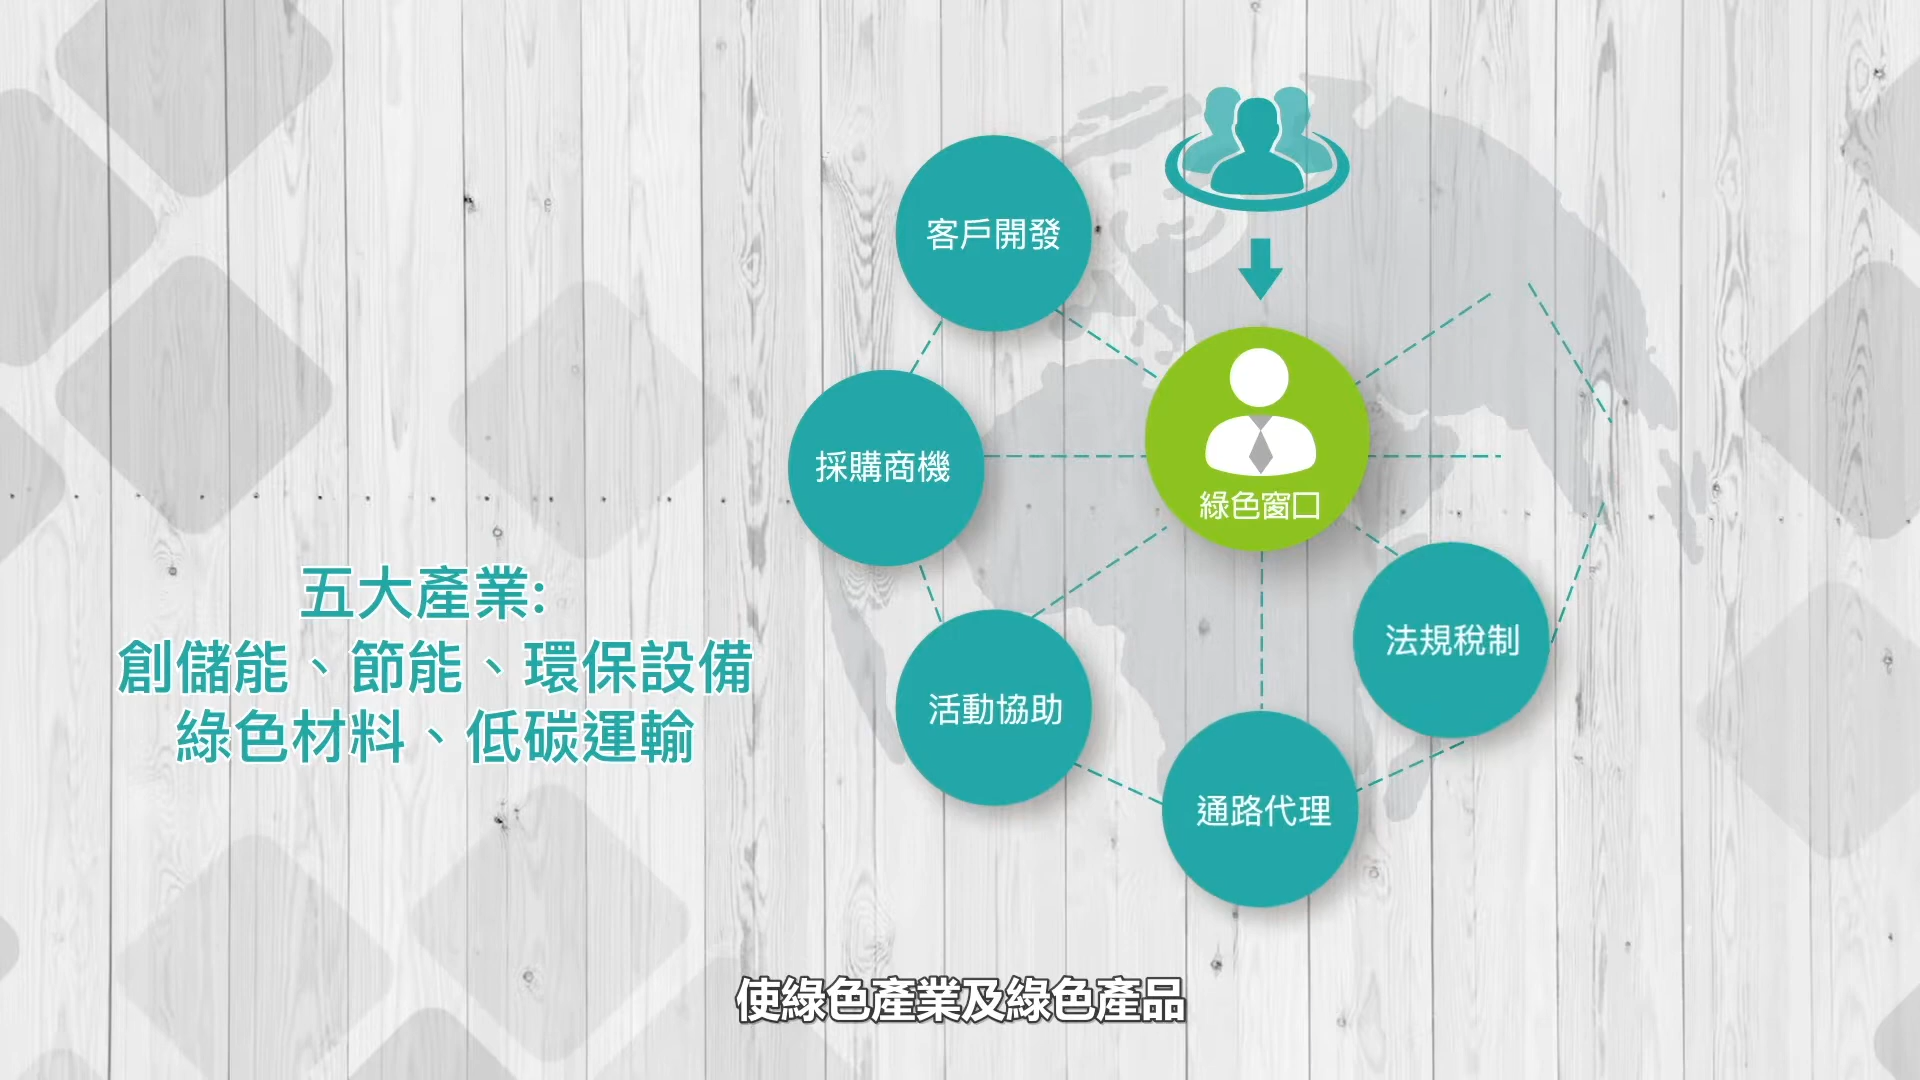 客戶開發
採購商機
綠色窗口
五大產業:
創儲能、節能、環保設備
綠色材料、低碳運輸
法規稅制
活動協助
通路代理
使綠色產業及綠色產品